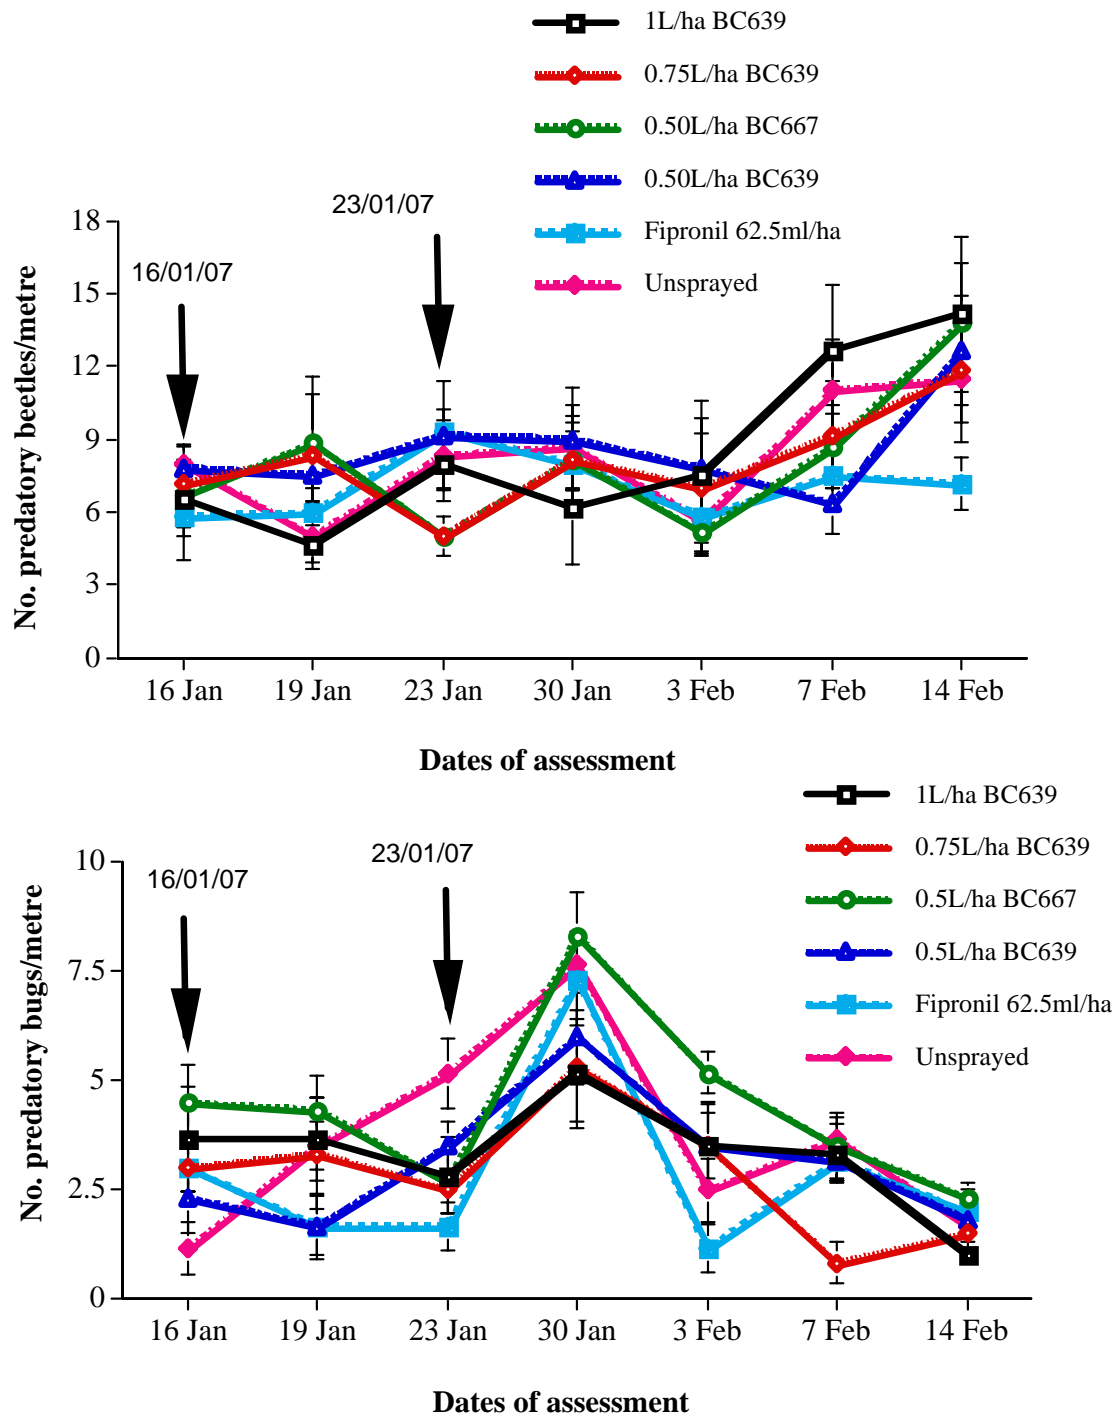 1L/ha BC639
0.75L/ha BC639
0.50L/ha BC667
0.50L/ha BC639
Fipronil 62.5ml/ha
Unsprayed
23/01/07
16/01/07
18
15
12
9
6
3
0
No. predatory beetles/metre
16 Jan 19 Jan 23 Jan 30 Jan 3 Feb 7 Feb 14 Feb
Dates of assessment
1L/ha BC639
0.75L/ha BC639
0.5L/ha BC667
0.5L/ha BC639
Fipronil 62.5ml/ha
Unsprayed
23/01/07
16/01/07
10
7.5
5
2.5
0
No. predatory bugs/metre
16 Jan 19 Jan 23 Jan 30 Jan 3 Feb 7 Feb 14 Feb
Dates of assessment